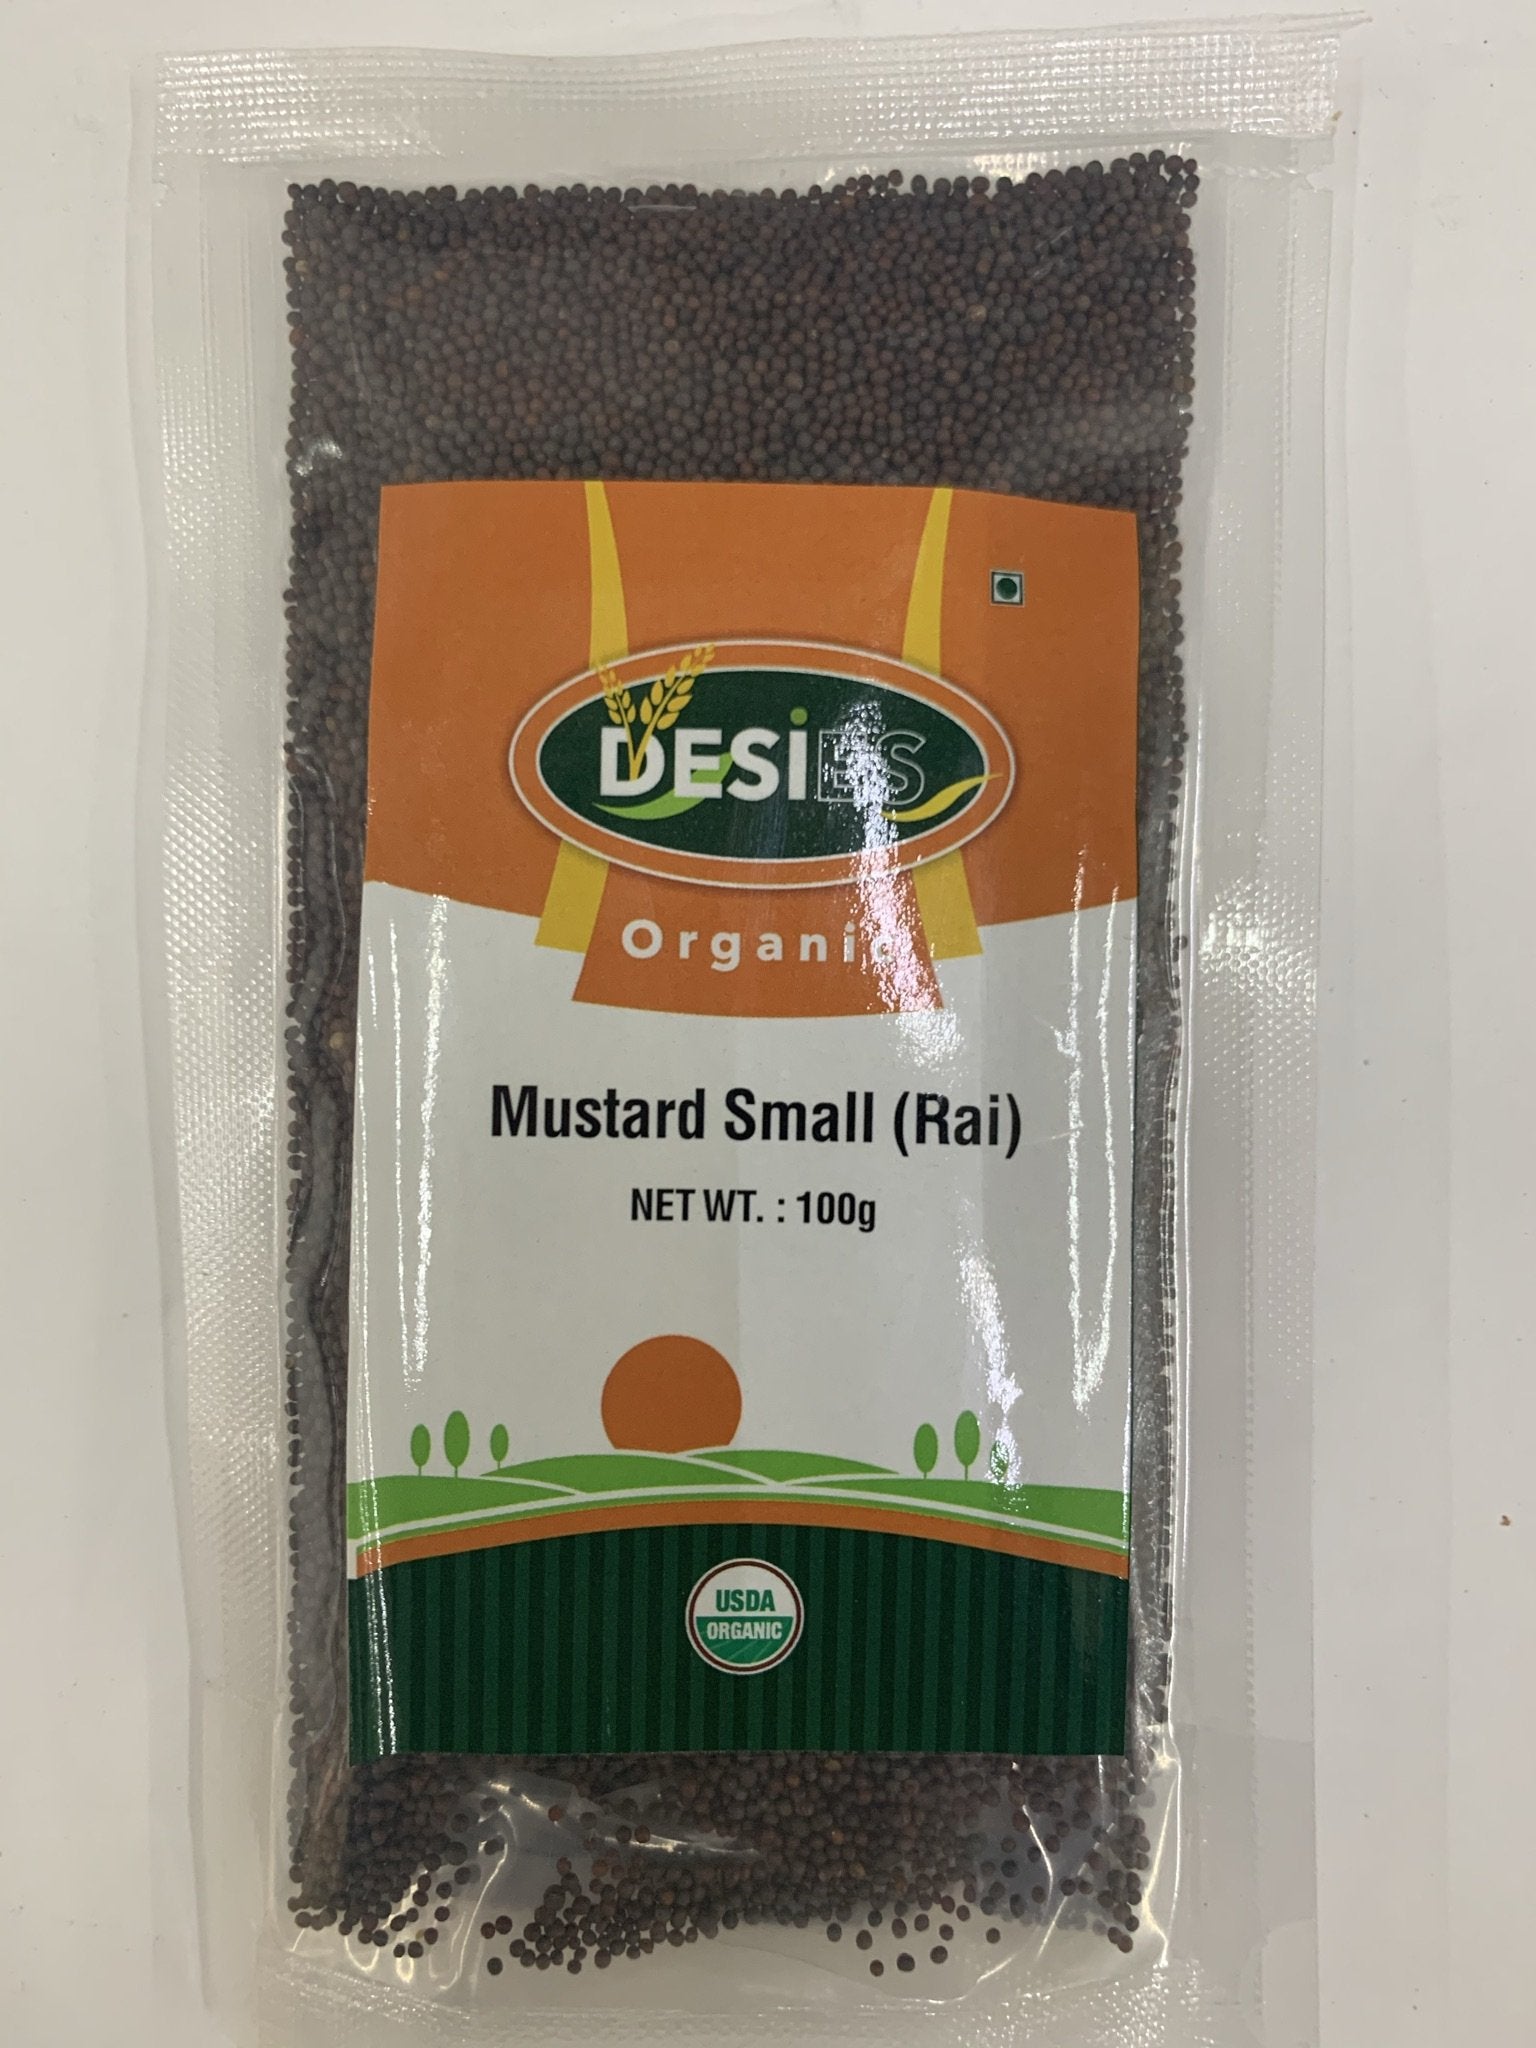 DESiES
Organic
Mustard Small (Rai)
NET WT. : 100g
USDA
ORGANIC